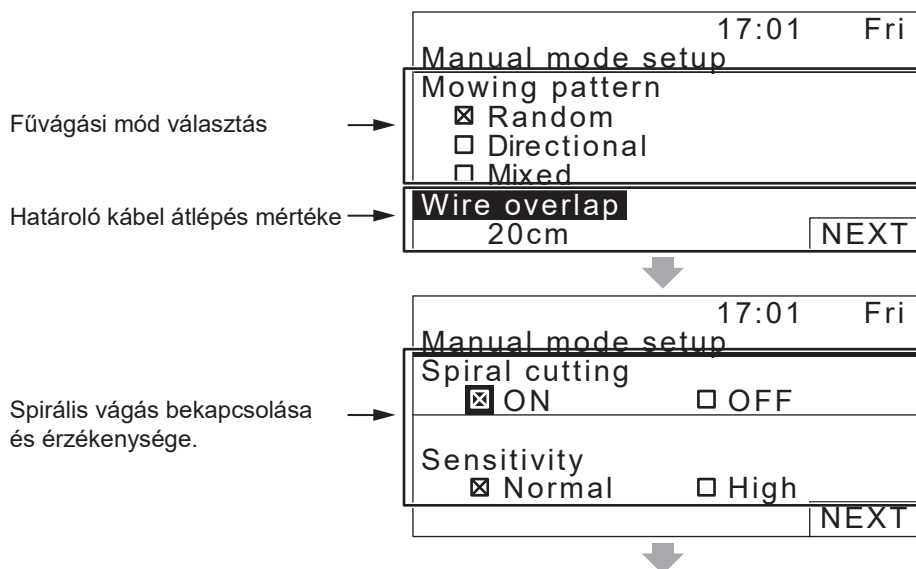 17:01 Fri
Manual mode setup
Mowing pattern
Fűvágási mód választás
☒ Random
☐ Directional
☐ Mixed
Határoló kábel átlépés mértéke
Wire overlap
20cm
NEXT
17:01 Fri
Manual mode setup
Spiral cutting
☒ ON ☐ OFF
Spirális vágás bekapcsolása
és érzékenysége.
Sensitivity
☒ Normal ☐ High
NEXT